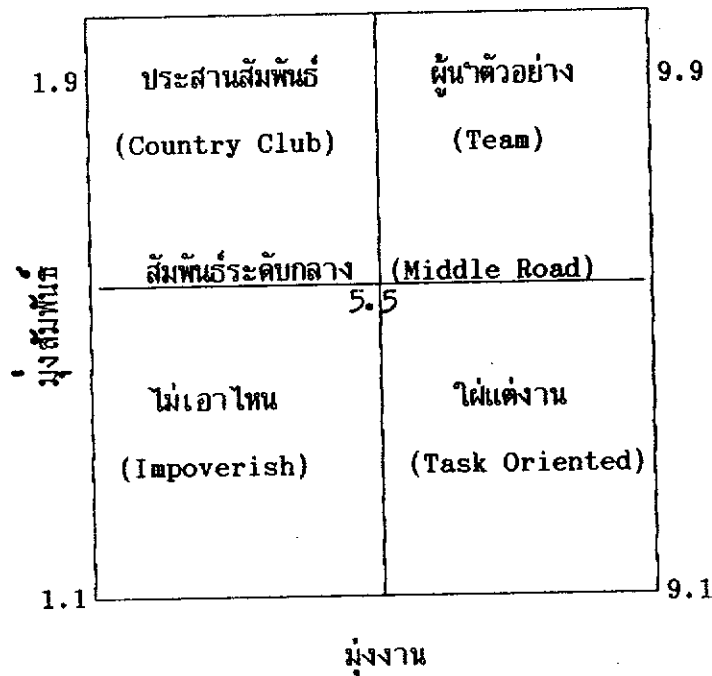 1.9 ประสานสัมพันธ์ ผู้นำตัวอย่าง 9.9
(Country Club) (Team)
สัมพันธ์ระดับกลาง (Middle Road)
5.5
มุ่งสัมพันธ์
ไม่เอาไหน ใฝ่แต่งาน
(Impoverish) (Task Oriented)
1.1 9.1
มุ่งงาน